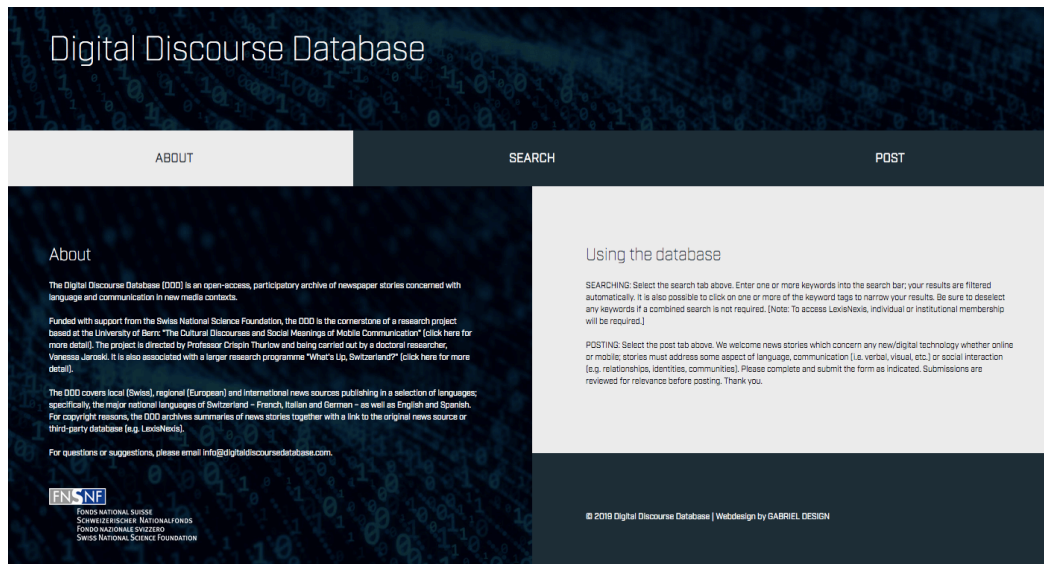 Digital Discourse Database
ABOUT
SEARCH
POST
About
The Digital Discourse Database (DDD) is an open-access, participatory archive of newspaper stories concerned with
language and communication in new media contexts.
Funded with support from the Swiss National Science Foundation, the DDD is the cornerstone of a research project
based at the University of Bern: "The Cultural Discourses and Social Meanings of Mobile Communication" (click here for
more detail). The project is directed by Professor Crispin Thurlow and being carried out by a doctoral researcher,
Vanessa Jaroski. It is also associated with a larger research programme "What's Up, Switzerland?" (click here for more
detail).
The DDD covers local (Swiss), regional (European) and international news sources publishing in a selection of languages;
specifically, the major national languages of Switzerland – French, Italian and German – as well as English and Spanish.
For copyright reasons, the DDD archives summaries of news stories together with a link to the original news source or
third-party database (e.g. LexisNexis).
For questions or suggestions, please email info@digitaldiscoursedatabase.com.
FNSNF
FONDS NATIONAL SUISSE
SCHWEIZERISCHER NATIONALFONDS
FONDO NAZIONALE SVIZZERO
SWISS NATIONAL SCIENCE FOUNDATION
Using the database
SEARCHING: Select the search tab above. Enter one or more keywords into the search bar; your results are filtered
automatically. It is also possible to click on one or more of the keyword tags to narrow your results. Be sure to deselect
any keywords if a combined search is not required. (Note: To access LexisNexis, individual or institutional membership
will be required.)
POSTING: Select the post tab above. We welcome news stories which concern any new/digital technology whether online
or mobile; stories must address some aspect of language, communication (i.e. verbal, visual, etc.) or social interaction
(e.g. relationships, identities, communities). Please complete and submit the form as indicated. Submissions are
reviewed for relevance before posting. Thank you.
© 2019 Digital Discourse Database | Webdesign by GABRIEL DESIGN